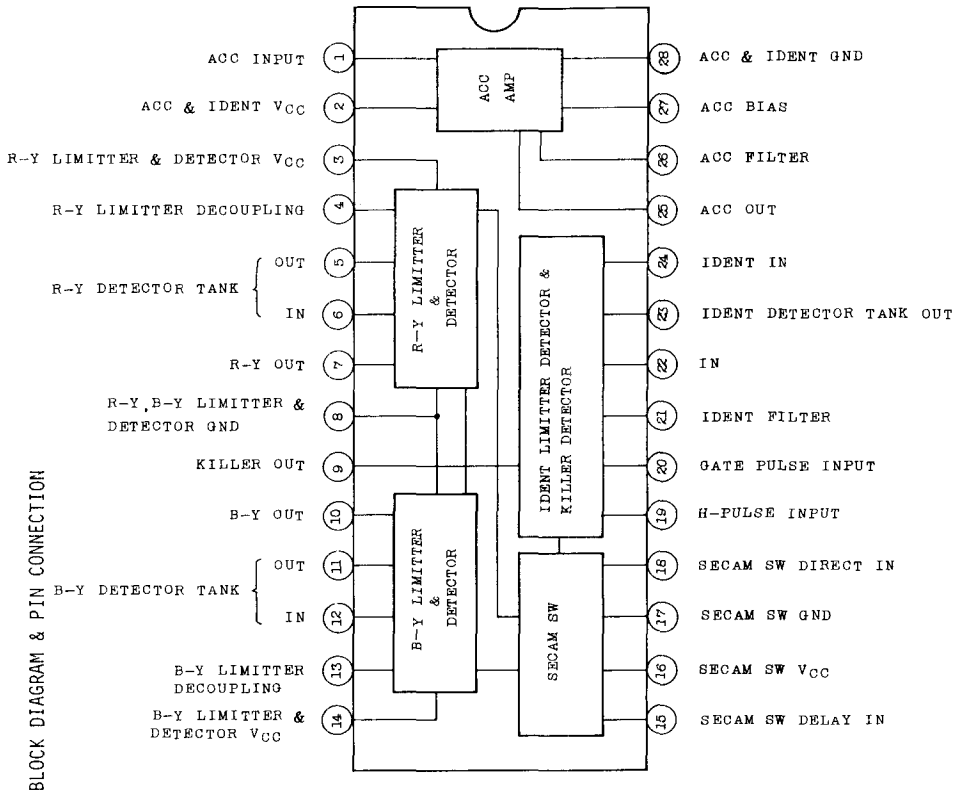 BLOCK DIAGRAM & PIN CONNECTION
ACC INPUT 1
ACC & IDENT VCC 2
R-Y LIMITTER & DETECTOR VCC 3
R-Y LIMITTER DECOUPLING 4
R-Y DETECTOR TANK
OUT 5
IN 6
R-Y OUT 7
R-Y, B-Y LIMITTER &
DETECTOR GND
8
KILLER OUT 9
B-Y OUT 10
B-Y DETECTOR TANK
OUT 11
IN 12
B-Y LIMITTER
DECOUPLING
13
B-Y LIMITTER &
DETECTOR VCC
14
ACC
AMP
R-Y LIMITTER
&
DETECTOR
B-Y LIMITTER
&
DETECTOR
IDENT LIMITTER DETECTOR &
KILLER DETECTOR
SECAM SW
28 ACC & IDENT GND
27 ACC BIAS
26 ACC FILTER
25 ACC OUT
24 IDENT IN
23 IDENT DETECTOR TANK OUT
22 IN
21 IDENT FILTER
20 GATE PULSE INPUT
19 H-PULSE INPUT
18 SECAM SW DIRECT IN
17 SECAM SW GND
16 SECAM SW VCC
15 SECAM SW DELAY IN